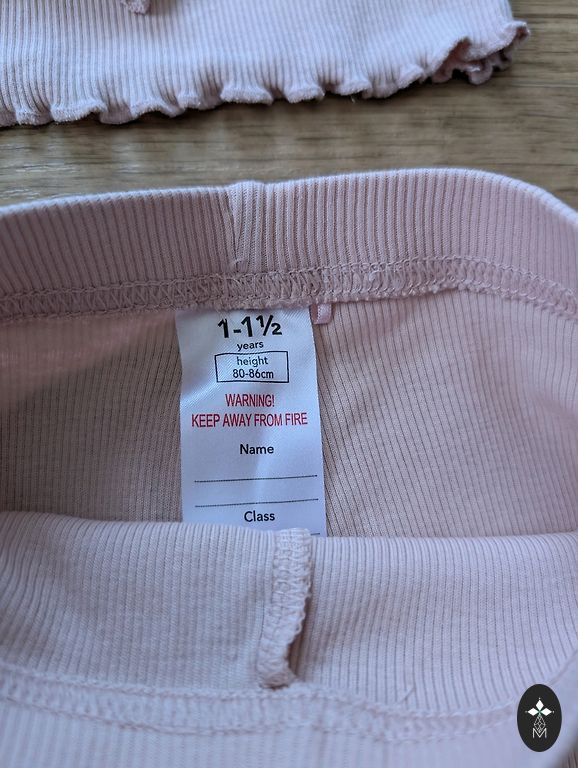 1-1½
years
height
80-86cm
WARNING!
KEEP AWAY FROM FIRE
Name
Class
M